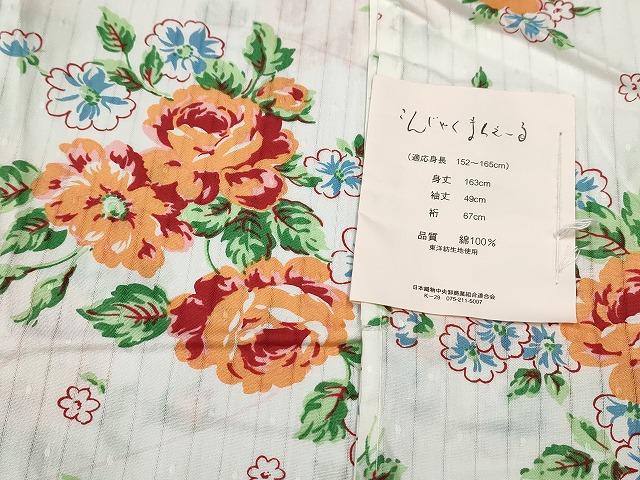 こんじゃくまんえーる
(適応身長 152〜165cm)
身丈 163cm
袖丈 49cm
裄 67cm
品質 綿100%
東洋紡生地使用
日本織物中央卸商業組合連合会
K－29 075-211-5007